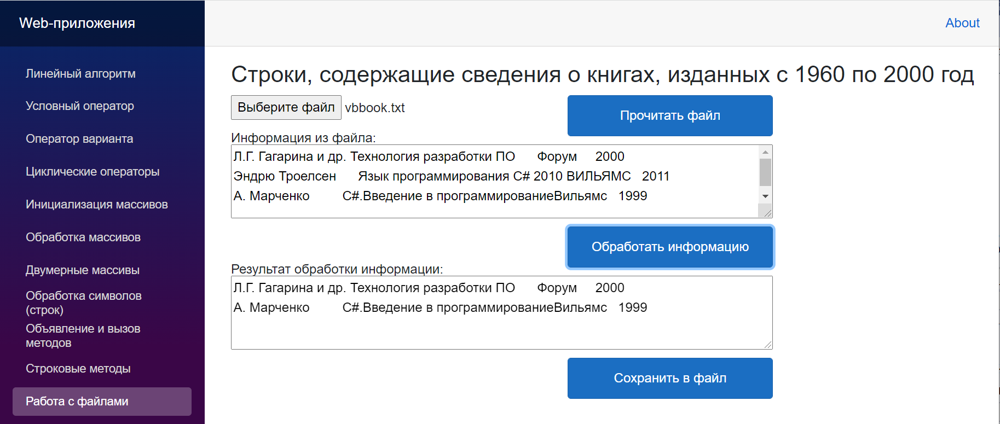 Web-приложения
About
Линейный алгоритм
Условный оператор
Оператор варианта
Циклические операторы
Инициализация массивов
Обработка массивов
Двумерные массивы
Обработка символов
(строк)
Объявление и вызов
методов
Строковые методы
Работа с файлами
Строки, содержащие сведения о книгах, изданных с 1960 по 2000 год
Выберите файл vbbook.txt
Прочитать файл
Информация из файла:
Л.Г. Гагарина и др. Технология разработки ПО Форум 2000
Эндрю Троелсен Язык программирования C# 2010 ВИЛЬЯМС 2011
А. Марченко C#.Введение в программированиеВильямс 1999
Обработать информацию
Результат обработки информации:
Л.Г. Гагарина и др. Технология разработки ПО Форум 2000
А. Марченко C#.Введение в программированиеВильямс 1999
Сохранить в файл